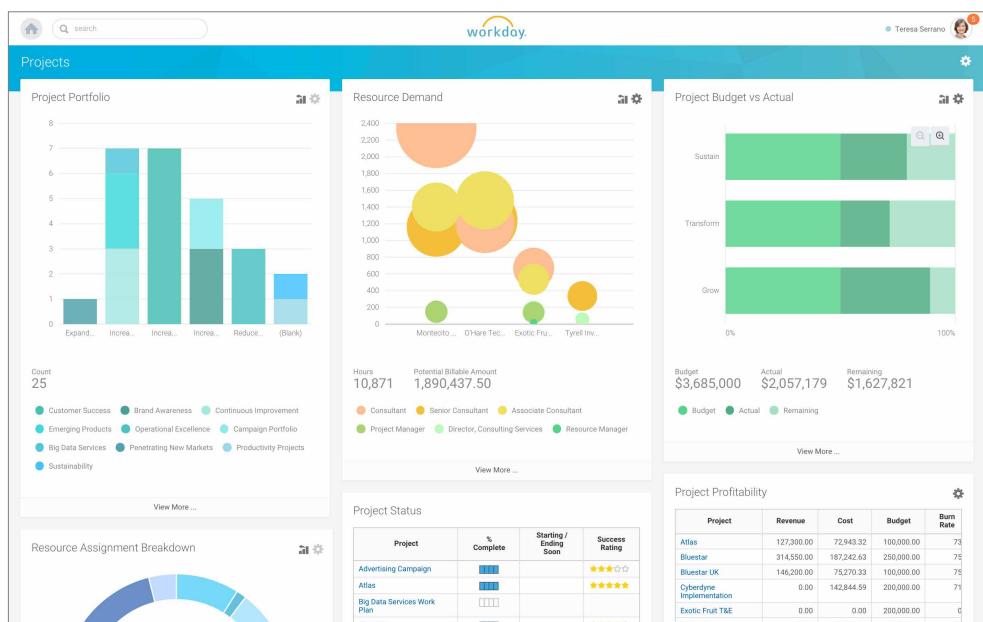 search
workday.
Teresa Serrano
5
Projects
Project Portfolio
8
7
6
5
4
3
2
1
0
Expand... Increa... Increa... Increa... Reduce... (Blank)
Count
25
Customer Success Brand Awareness Continuous Improvement
Emerging Products Operational Excellence Campaign Portfolio
Big Data Services Penetrating New Markets Productivity Projects
Sustainability
View More ...
Resource Assignment Breakdown
Resource Demand
2,400
2,200
2,000
1,800
1,600
1,400
1,200
1,000
800
600
400
200
0
Montecito ... O'Hare Tec... Exotic Fru... Tyrell Inv...
Hours Potential Billable Amount
10,871 1,890,437.50
Consultant Senior Consultant Associate Consultant
Project Manager Director, Consulting Services Resource Manager
View More ...
Project Status
Project % Complete Starting / Ending Soon Success Rating
Advertising Campaign
Atlas
Big Data Services Work
Plan
Project Budget vs Actual
Sustain
Transform
Grow
0% 100%
Budget Actual Remaining
$3,685,000 $2,057,179 $1,627,821
Budget Actual Remaining
View More ...
Project Profitability
Project Revenue Cost Budget Burn Rate
Atlas 127,300.00 72,943.32 100,000.00 73
Bluestar 314,550.00 187,242.63 250,000.00 75
Bluestar UK 146,200.00 75,270.33 100,000.00 75
Cyberdyne Implementation 0.00 142,844.59 200,000.00 71
Exotic Fruit T&E 0.00 0.00 200,000.00